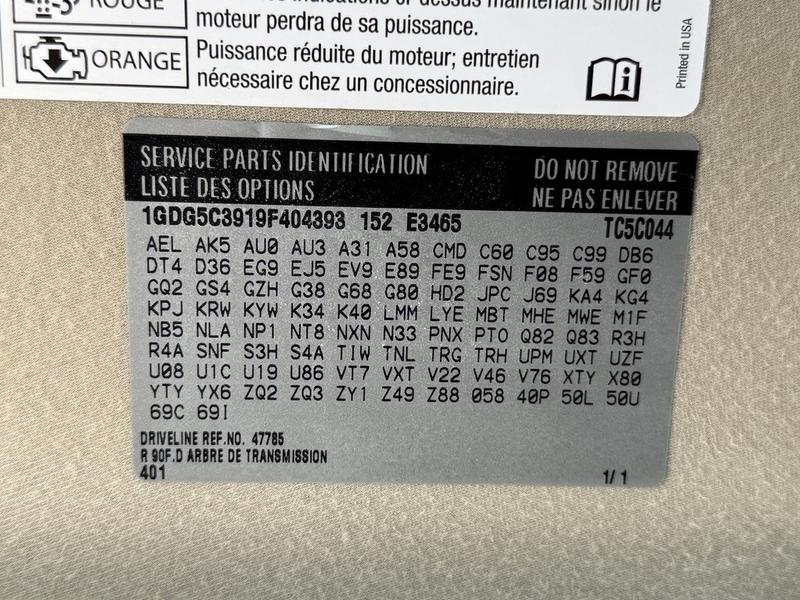 ROUGE
indications ci dessus maintenant sinon le
moteur perdra de sa puissance.
ORANGE
Puissance réduite du moteur; entretien
nécessaire chez un concessionnaire.
Printed in USA
SERVICE PARTS IDENTIFICATION DO NOT REMOVE
LISTE DES OPTIONS NE PAS ENLEVER
1GDG5C3919F404393 152 E3465 TC5C044
AEL AK5 AU0 AU3 A31 A58 CMD C60 C95 C99 DB6
DT4 D36 EG9 EJ5 EV9 E89 FE9 FSN F08 F59 GF0
GQ2 GS4 GZH G38 G68 G80 HD2 JPC J69 KA4 KG4
KPJ KRW KYW K34 K40 LMM LYE MBT MHE MWE M1F
NB5 NLA NP1 NT8 NXN N33 PNX PTO Q82 Q83 R3H
R4A SNF S3H S4A TIW TNL TRG TRH UPM UXT UZF
U08 U1C U19 U86 VT7 VXT V22 V46 V76 XTY X80
YTY YX6 ZQ2 ZQ3 ZY1 Z49 Z88 058 40P 50L 50U
69C 69I
DRIVELINE REF.NO. 47785
R 90F.D ARBRE DE TRANSMISSION
401 1/1